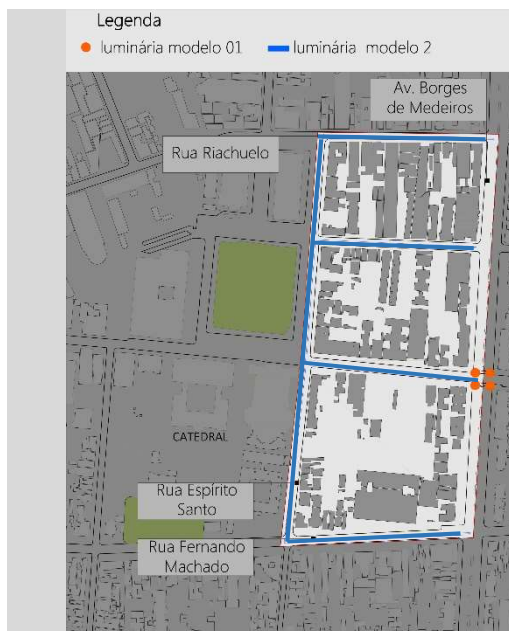 Legenda
luminária modelo 01
luminária modelo 2
Av. Borges
de Medeiros
Rua Riachuelo
CATEDRAL
Rua Espírito
Santo
Rua Fernando
Machado